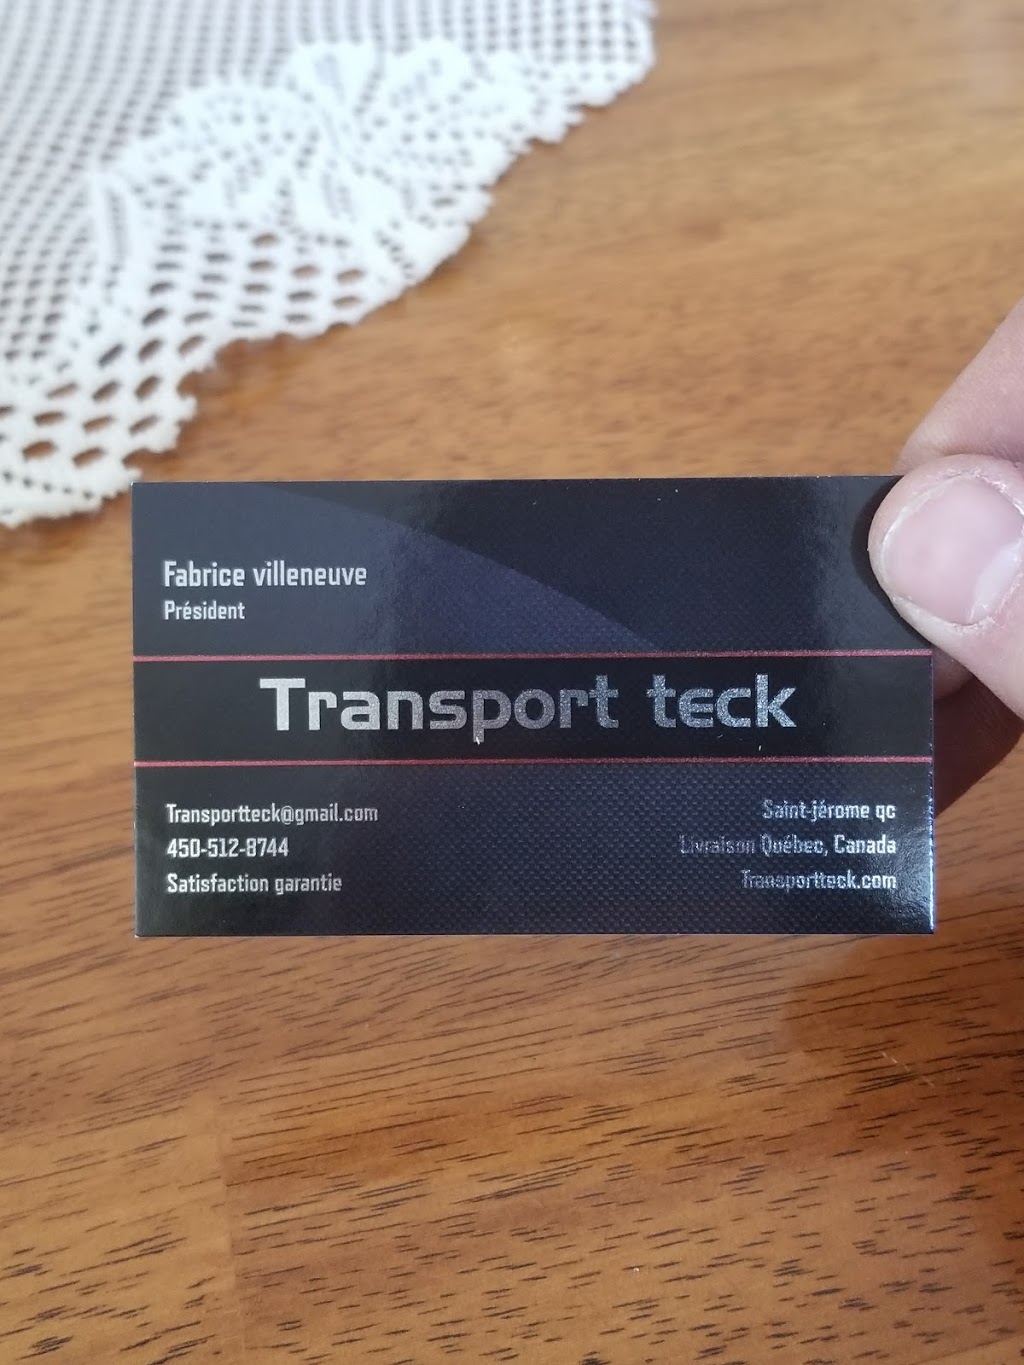 Fabrice villeneuve
Président
Transport teck
Transportteck@gmail.com
450-512-8744
Satisfaction garantie
Saint-jérome qc
Livraison Québec, Canada
Transportteck.com